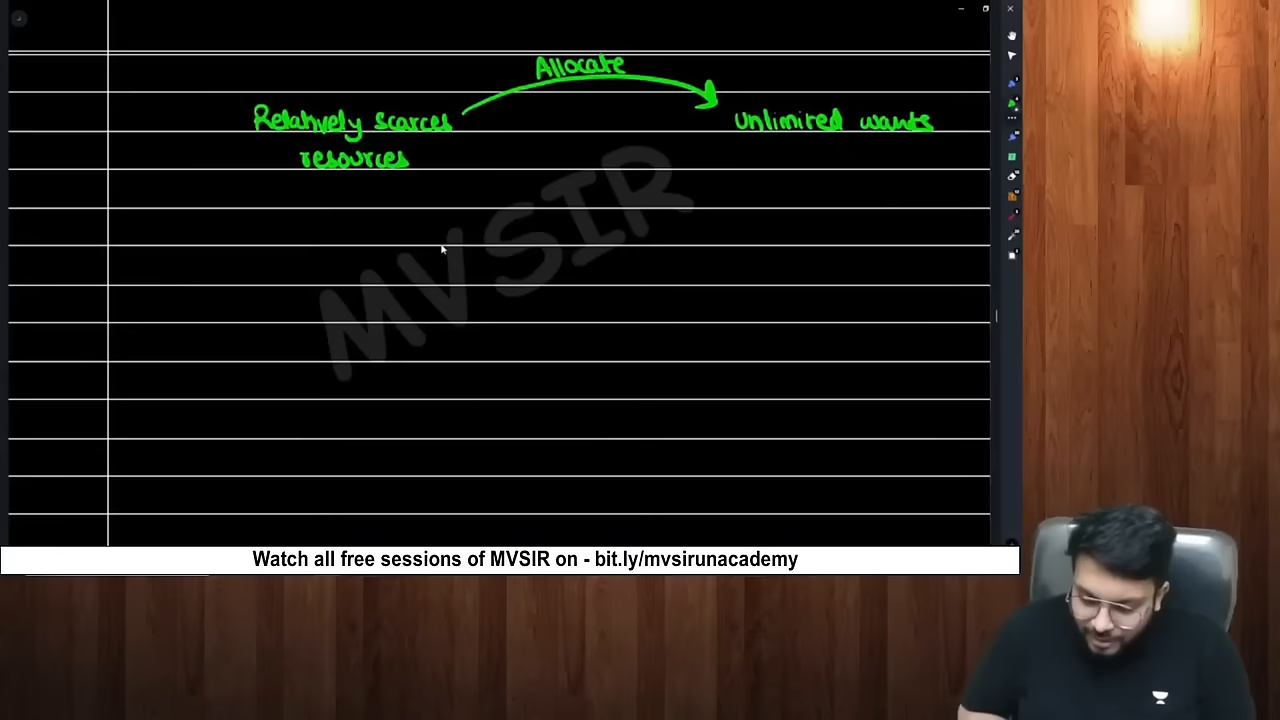 Allocate
Relatively scarces
unlimited wants
resources
MVSIR
Watch all free sessions of MVSIR on - bit.ly/mvsirunacademy